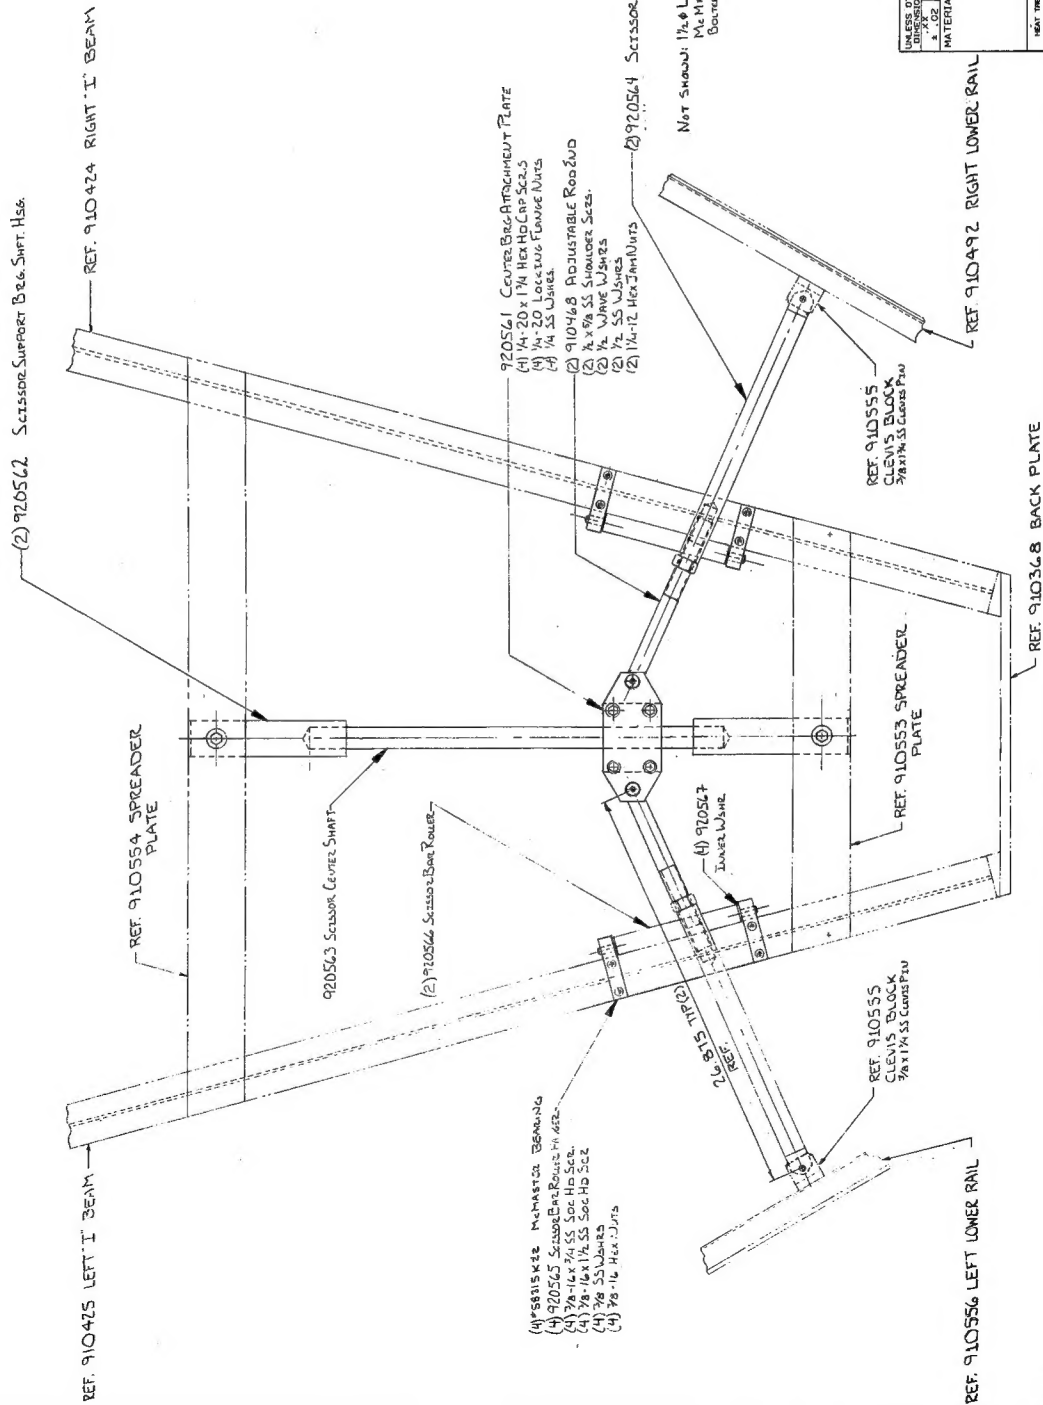 (2) 920562 SCISSOR SUPPORT BRG. SHFT. HSG.
REF. 910424 RIGHT "I" BEAM
REF. 910554 SPREADER
PLATE
920561 CENTER BRG ATTACHMENT PLATE
(4) 1/4-20 x 1 3/4 HEX HD CAP SCRS
(4) 1/4-20 LOCKING FLANGE NUTS
(4) 1/4 SS WSHRS.
(2) 910468 ADJUSTABLE ROD END
(2) 1/2 x 5/8 SS SHOULDER SCRS.
(2) 1/2 WAVE WSHRS
(2) 1/2 SS WSHRS
(2) 1 1/4-12 HEX JAM NUTS
(2) 920564 SCISSOR
NOT SHOWN: 1 1/2 ϕ L
UNLESS OT
DIMENSIO
.XX
± .02
MATERIA
HEAT TRE
920563 SCISSOR CENTER SHAFT
(2) 920566 SCISSOR BAR ROLLER
(4) 920567
INNER WSHR
REF. 910425 LEFT "I" BEAM
(4) #58315K22 MCMASTER BEARING
(4) 920565 SCISSOR BAR ROLLER
(4) 3/8-16 x 3/4 SS SOC HD SCR.
(4) 3/8-16 x 1 1/2 SS SOC HD SCR
(4) 3/8 SS WSHRS
(4) 3/8-16 HEX NUTS
26.875 TYP (2)
REF.
REF. 910555
CLEVIS BLOCK
3/8 x 1 3/4 SS CLEVIS PIN
REF. 910492 RIGHT LOWER RAIL
REF. 910553 SPREADER
PLATE
REF. 910368 BACK PLATE
REF. 910555
CLEVIS BLOCK
3/8 x 1 3/4 SS CLEVIS PIN
REF. 910556 LEFT LOWER RAIL